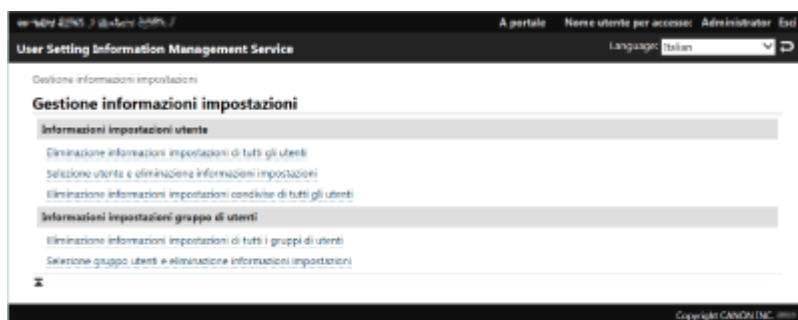 A portale Nome utente per accesso: Administrator Esci
User Setting Information Management Service Language: Italian
Gestione informazioni impostazioni
Gestione informazioni impostazioni
Informazioni impostazioni utente
Eliminazione informazioni impostazioni di tutti gli utenti
Selezione utente e eliminazione informazioni impostazioni
Eliminazione informazioni impostazioni condivise di tutti gli utenti
Informazioni impostazioni gruppo di utenti
Eliminazione informazioni impostazioni di tutti i gruppi di utenti
Selezione gruppo utenti e eliminazione informazioni impostazioni
Copyright CANON INC.